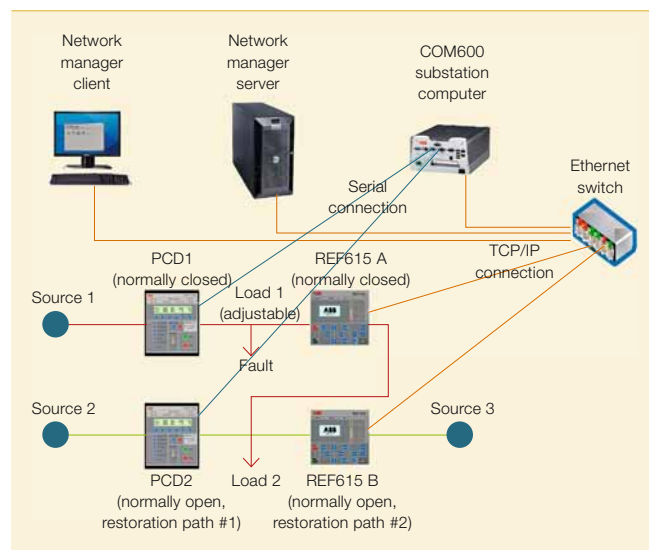 Network
manager
client
Network
manager
server
COM600
substation
computer
Ethernet
switch
Serial
connection
TCP/IP
connection
PCD1
(normally closed)
REF615 A
(normally closed)
Source 1
Load 1
(adjustable)
Fault
Source 2
Source 3
PCD2
(normally open,
restoration path #1)
Load 2
REF615 B
(normally open,
restoration path #2)
ABB
ABB